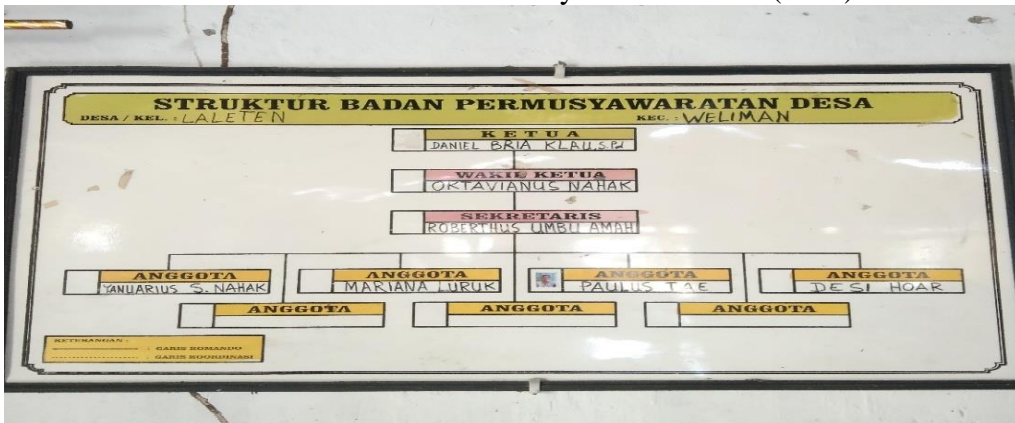 STRUKTUR BADAN PERMUSYAWARATAN DESA
DESA / KEL. : LALETEN KEC. : WELIMAN
KETUA
DANIEL BRIA KLAU, S.Pd
WAKIL KETUA
OKTAVIANUS NAHAK
SEKRETARIS
ROBERTHUS UMBU AMAH
ANGGOTA ANGGOTA ANGGOTA ANGGOTA
YANUARIUS S. NAHAK MARIANA LURUK PAULUS TAE DESI HOAR
ANGGOTA ANGGOTA ANGGOTA
KETERANGAN :
: GARIS KOMANDO
: GARIS KOORDINASI